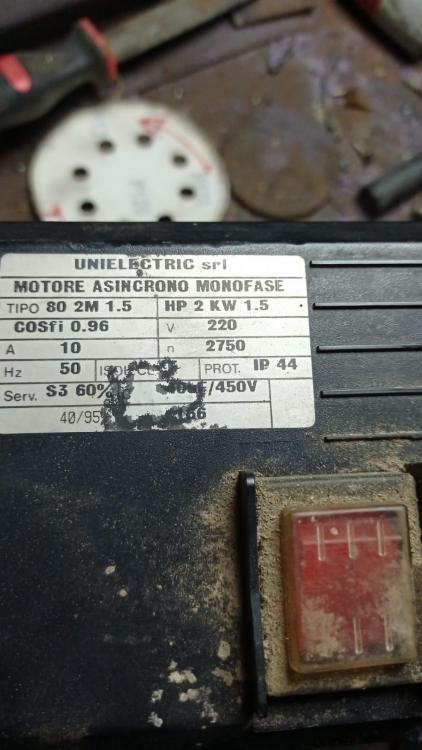 UNIELECTRIC srl
MOTORE ASINCRONO MONOFASE
TIPO 80 2M 1.5 HP 2 KW 1.5
COSfi 0.96 V 220
A 10 n 2750
Hz 50 PROT. IP 44
Serv. S3 60% /450V
40/95